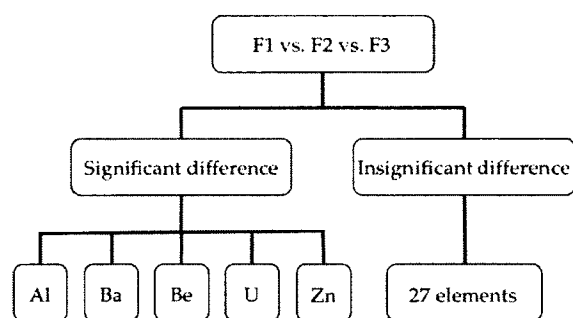 F1 vs. F2 vs. F3
Significant difference
Insignificant difference
Al
Ba
Be
U
Zn
27 elements